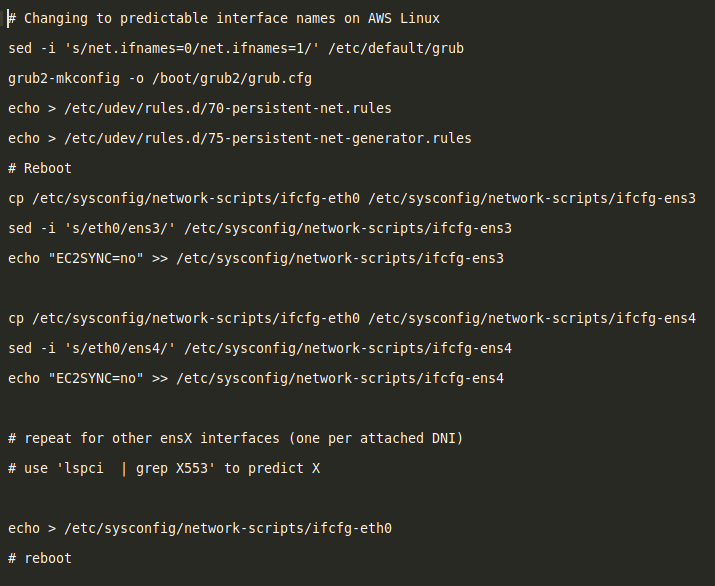 # Changing to predictable interface names on AWS Linux
sed -i 's/net.ifnames=0/net.ifnames=1/' /etc/default/grub
grub2-mkconfig -o /boot/grub2/grub.cfg
echo > /etc/udev/rules.d/70-persistent-net.rules
echo > /etc/udev/rules.d/75-persistent-net-generator.rules
# Reboot
cp /etc/sysconfig/network-scripts/ifcfg-eth0 /etc/sysconfig/network-scripts/ifcfg-ens3
sed -i 's/eth0/ens3/' /etc/sysconfig/network-scripts/ifcfg-ens3
echo "EC2SYNC=no" >> /etc/sysconfig/network-scripts/ifcfg-ens3
cp /etc/sysconfig/network-scripts/ifcfg-eth0 /etc/sysconfig/network-scripts/ifcfg-ens4
sed -i 's/eth0/ens4/' /etc/sysconfig/network-scripts/ifcfg-ens4
echo "EC2SYNC=no" >> /etc/sysconfig/network-scripts/ifcfg-ens4
# repeat for other ensX interfaces (one per attached DNI)
# use 'lspci  | grep X553' to predict X
echo > /etc/sysconfig/network-scripts/ifcfg-eth0
# reboot